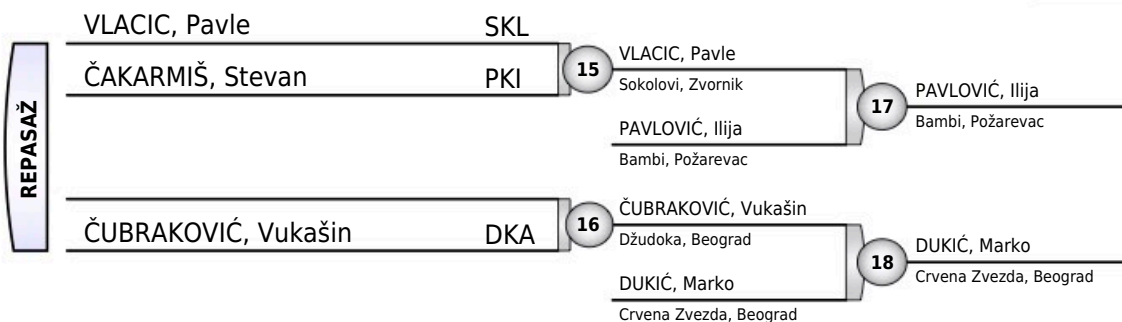 REPASAŽ
VLACIC, Pavle SKL
ČAKARMIŠ, Stevan PKI
15
VLACIC, Pavle
Sokolovi, Zvornik
PAVLOVIĆ, Ilija
Bambi, Požarevac
17
PAVLOVIĆ, Ilija
Bambi, Požarevac
ČUBRAKOVIĆ, Vukašin DKA
16
ČUBRAKOVIĆ, Vukašin
Džudoka, Beograd
DUKIĆ, Marko
Crvena Zvezda, Beograd
18
DUKIĆ, Marko
Crvena Zvezda, Beograd